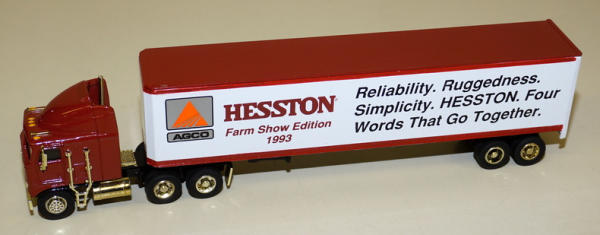 AGCO
HESSTON®
Farm Show Edition
1993
Reliability. Ruggedness.
Simplicity. HESSTON. Four
Words That Go Together.